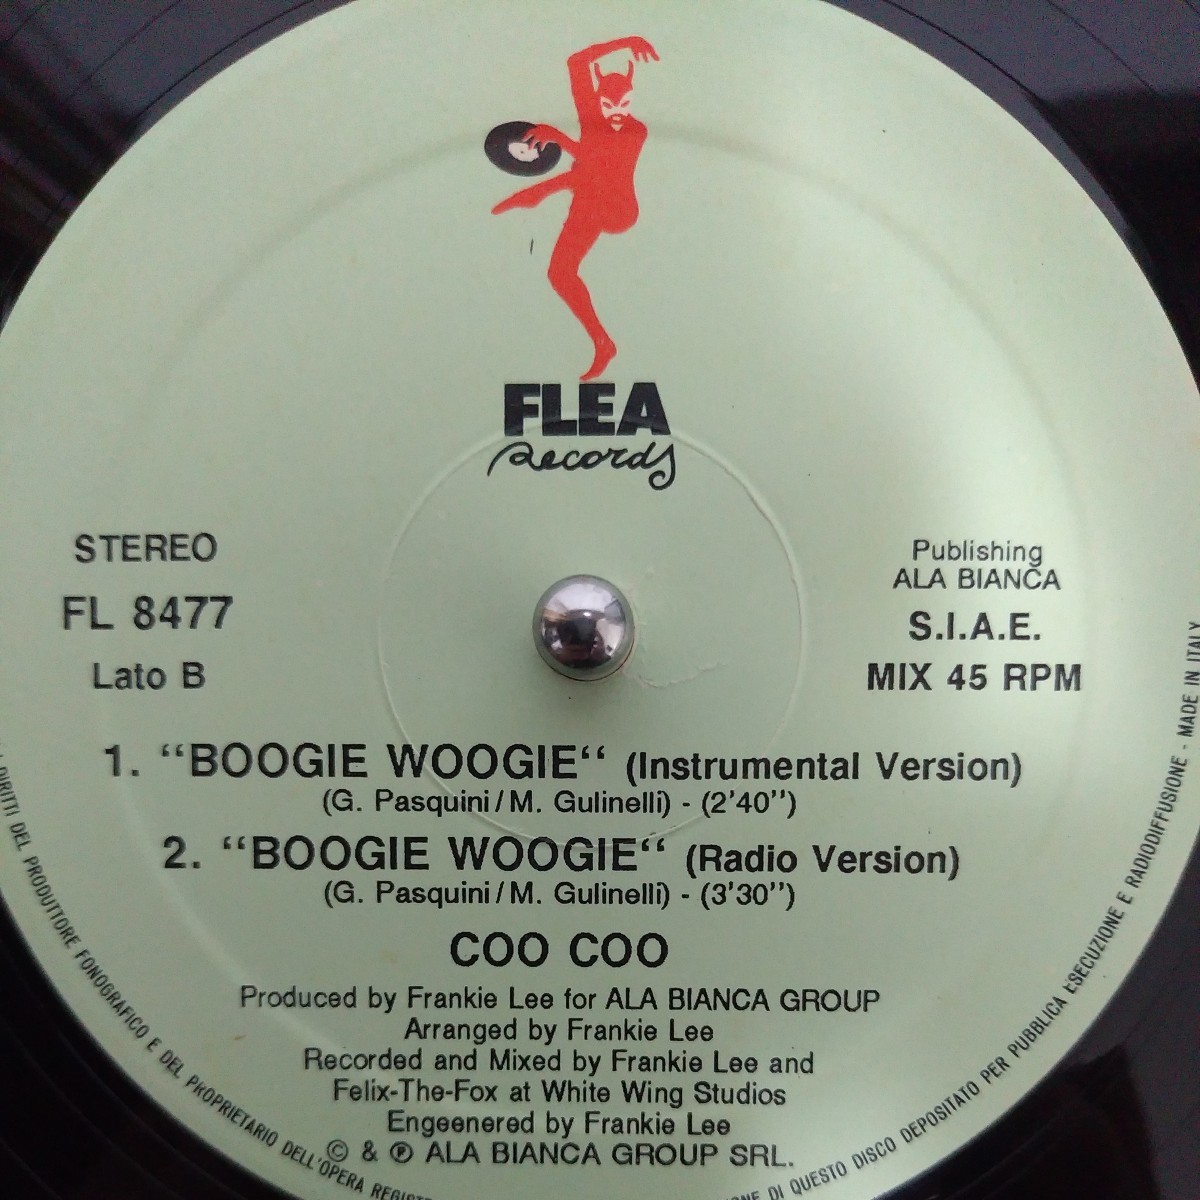 FLEA
Records
STEREO
FL 8477
Lato B
Publishing
ALA BIANCA
S.I.A.E.
MIX 45 RPM
1. “BOOGIE WOOGIE“ (Instrumental Version)
(G. Pasquini/M. Gulinelli) - (2'40")
2. “BOOGIE WOOGIE“ (Radio Version)
(G. Pasquini/M. Gulinelli) - (3'30")
COO COO
Produced by Frankie Lee for ALA BIANCA GROUP
Arranged by Frankie Lee
Recorded and Mixed by Frankie Lee and
Felix-The-Fox at White Wing Studios
Engeenered by Frankie Lee
© & ℗ ALA BIANCA GROUP SRL.
DIRITTI DEL PRODUTTORE FONOGRAFICO E DEL PROPRIETARIO DELL'OPERA
DI QUESTO DISCO DEPOSITATO PER PUBBLICA ESECUZIONE E RADIODIFFUSIONE - MADE IN ITALY